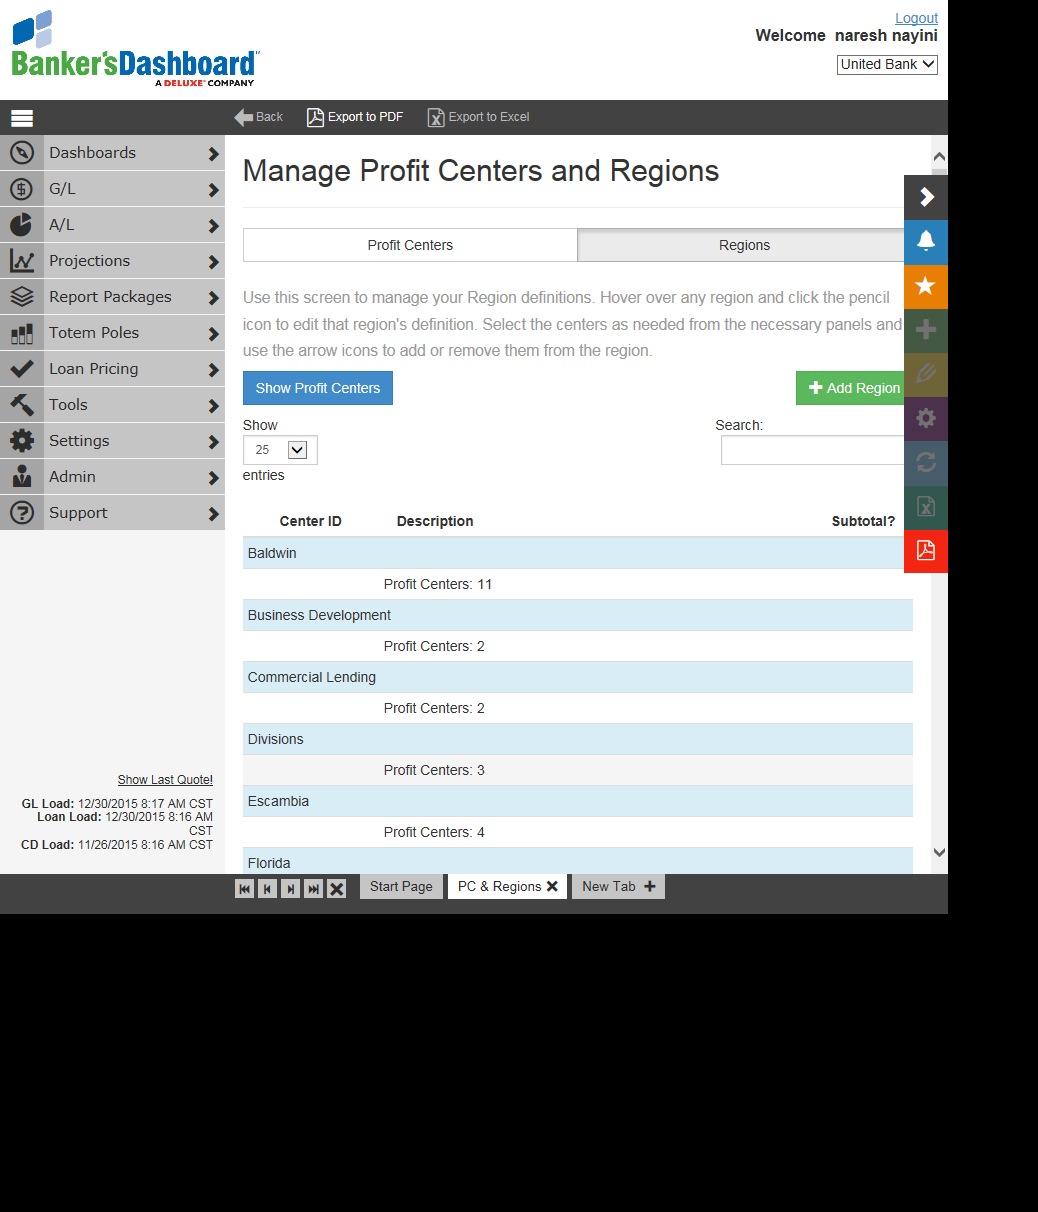 Logout
Welcome naresh nayini
United Bank
Banker'sDashboard
A DELUXE COMPANY
Back
Export to PDF
Export to Excel
Dashboards
G/L
A/L
Projections
Report Packages
Totem Poles
Loan Pricing
Tools
Settings
Admin
Support
Show Last Quote!
GL Load: 12/30/2015 8:17 AM CST
Loan Load: 12/30/2015 8:16 AM
CST
CD Load: 11/26/2015 8:16 AM CST
Manage Profit Centers and Regions
Profit Centers
Regions
Use this screen to manage your Region definitions. Hover over any region and click the pencil
icon to edit that region's definition. Select the centers as needed from the necessary panels and
use the arrow icons to add or remove them from the region.
Show Profit Centers
Add Region
Show
25
entries
Search:
Center ID Description Subtotal?
Baldwin
Profit Centers: 11
Business Development
Profit Centers: 2
Commercial Lending
Profit Centers: 2
Divisions
Profit Centers: 3
Escambia
Profit Centers: 4
Florida
Start Page
PC & Regions
New Tab